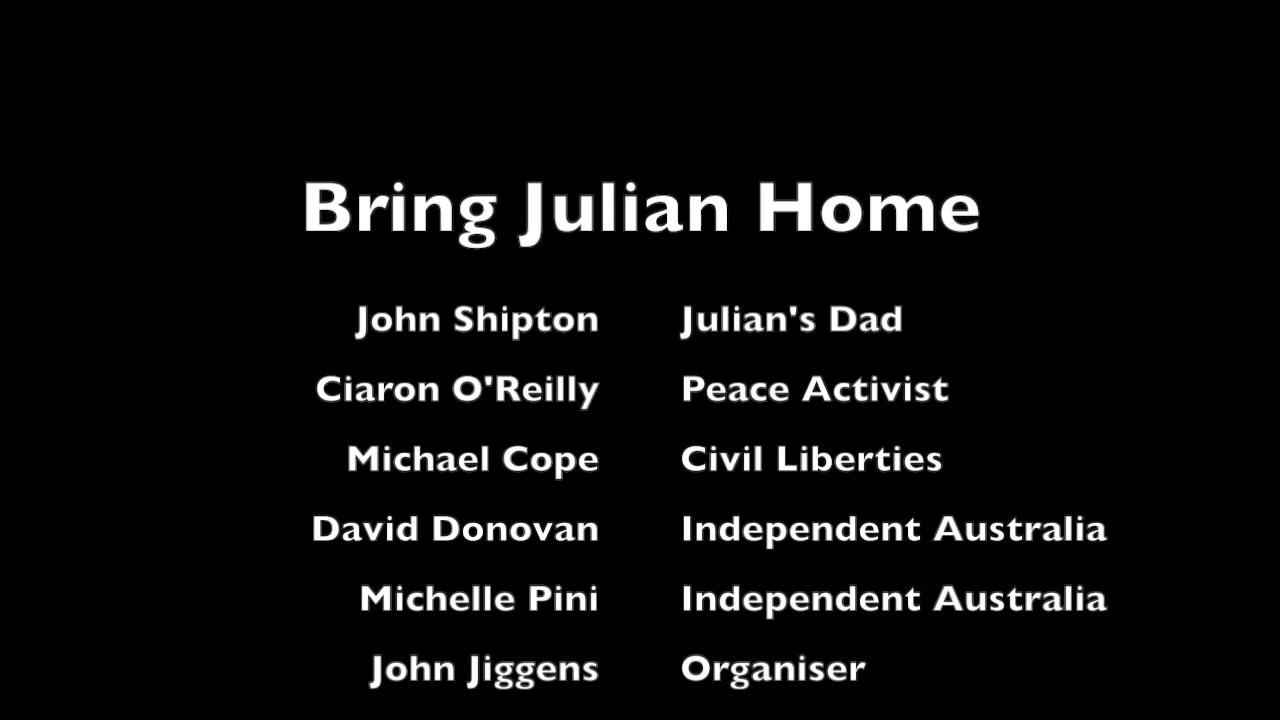 Bring Julian Home
John Shipton Julian's Dad
Ciaron O'Reilly Peace Activist
Michael Cope Civil Liberties
David Donovan Independent Australia
Michelle Pini Independent Australia
John Jiggens Organiser